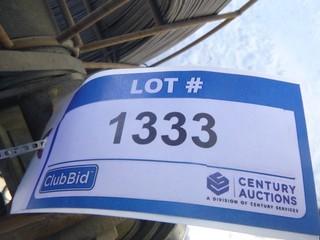 LOT #
1333
ClubBid
CENTURY
AUCTIONS
A DIVISION OF CENTURY SERVICES